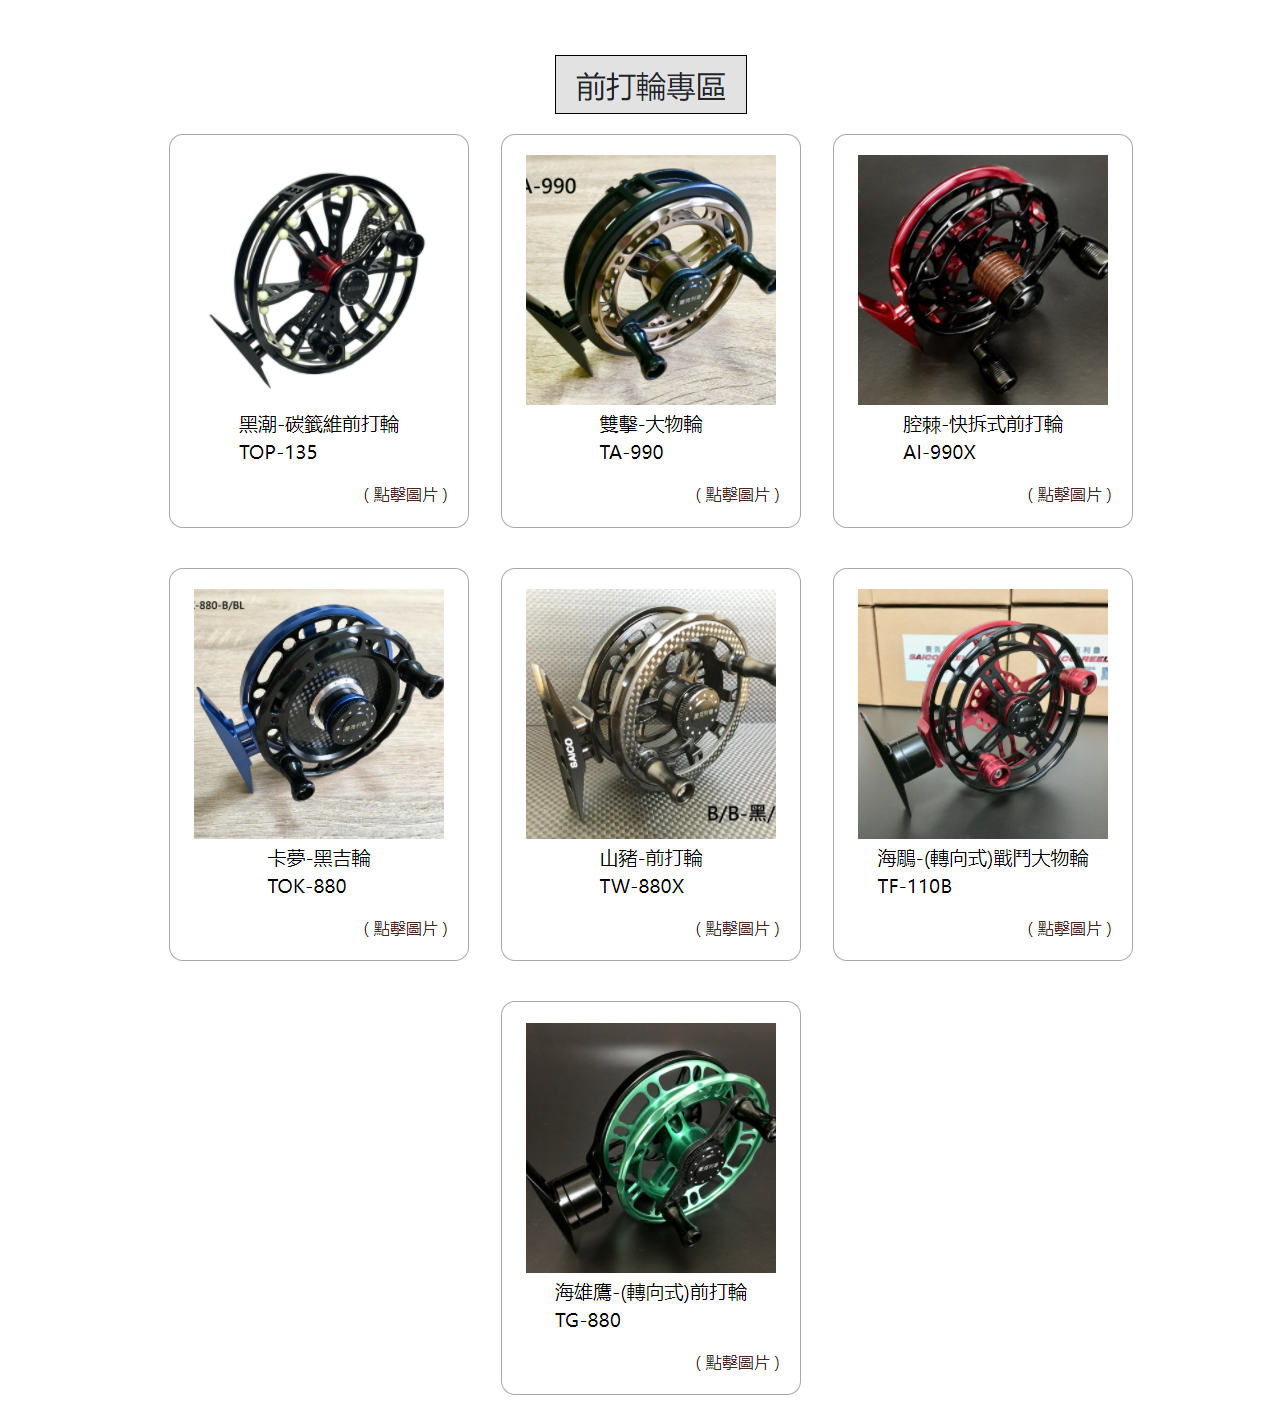 前打輪專區
A-990
黑潮-碳籤維前打輪
TOP-135
( 點擊圖片 )
雙擊-大物輪
TA-990
( 點擊圖片 )
腔棘-快拆式前打輪
AI-990X
( 點擊圖片 )
-880-B/BL
SAICO
B/B-黑/
卡夢-黑吉輪
TOK-880
( 點擊圖片 )
山豬-前打輪
TW-880X
( 點擊圖片 )
海鵰-(轉向式)戰鬥大物輪
TF-110B
( 點擊圖片 )
海雄鷹-(轉向式)前打輪
TG-880
( 點擊圖片 )